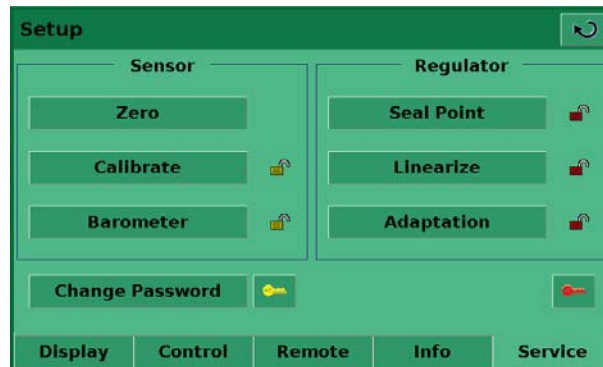 Setup
Sensor
Regulator
Zero
Seal Point
Calibrate
Linearize
Barometer
Adaptation
Change Password
Display Control Remote Info Service